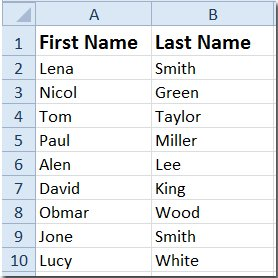 A B
1 First Name Last Name
2 Lena Smith
3 Nicol Green
4 Tom Taylor
5 Paul Miller
6 Alen Lee
7 David King
8 Obmar Wood
9 Jone Smith
10 Lucy White